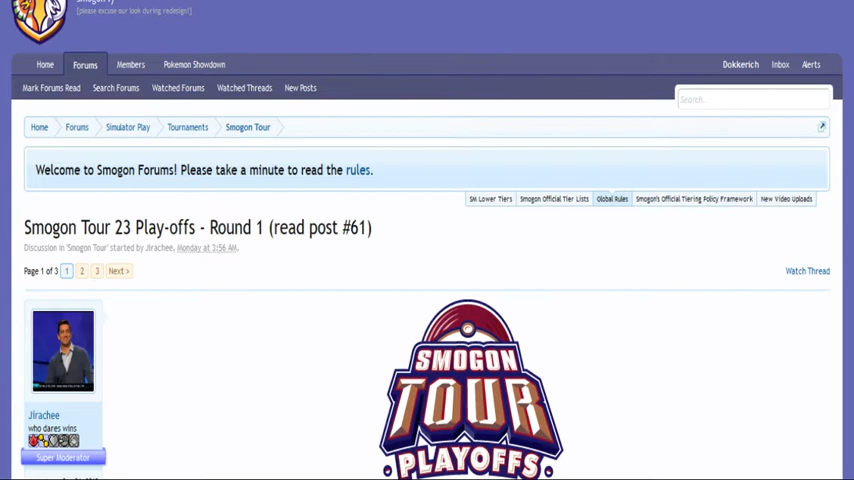 [please excuse our look during redesign!]
Home Forums Members Pokemon Showdown Dokkerich Inbox Alerts
Mark Forums Read Search Forums Watched Forums Watched Threads New Posts
Search...
Home Forums Simulator Play Tournaments Smogon Tour
Welcome to Smogon Forums! Please take a minute to read the rules.
SM Lower Tiers Smogon Official Tier Lists Global Rules Smogon's Official Tiering Policy Framework New Video Uploads
Smogon Tour 23 Play-offs - Round 1 (read post #61)
Discussion in 'Smogon Tour' started by Jirachee, Monday at 3:56 AM.
Page 1 of 3 1 2 3 Next > Watch Thread
SMOGON
TOUR
PLAYOFFS
Jirachee
who dares wins
Super Moderator